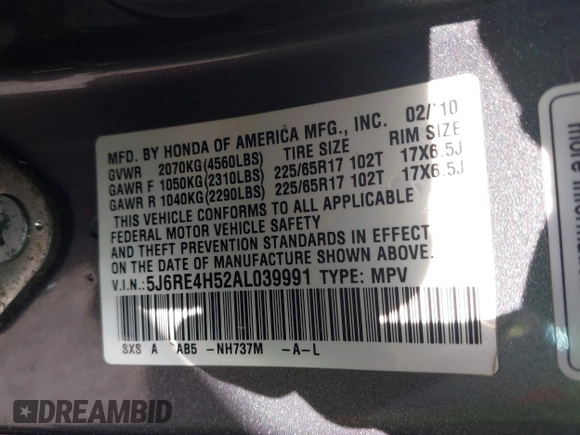 MFD. BY HONDA OF AMERICA MFG., INC. 02/'10
GVWR 2070KG(4560LBS) TIRE SIZE RIM SIZE
GAWR F 1050KG(2310LBS) 225/65R17 102T 17X6.5J
GAWR R 1040KG(2290LBS) 225/65R17 102T 17X6.5J
THIS VEHICLE CONFORMS TO ALL APPLICABLE
FEDERAL MOTOR VEHICLE SAFETY
AND THEFT PREVENTION STANDARDS IN EFFECT
ON THE DATE OF MANUFACTURE SHOWN ABOVE.
V.I.N.:5J6RE4H52AL039991 TYPE: MPV
SXS A AB5 -NH737M -A-L
more
DREAMBID